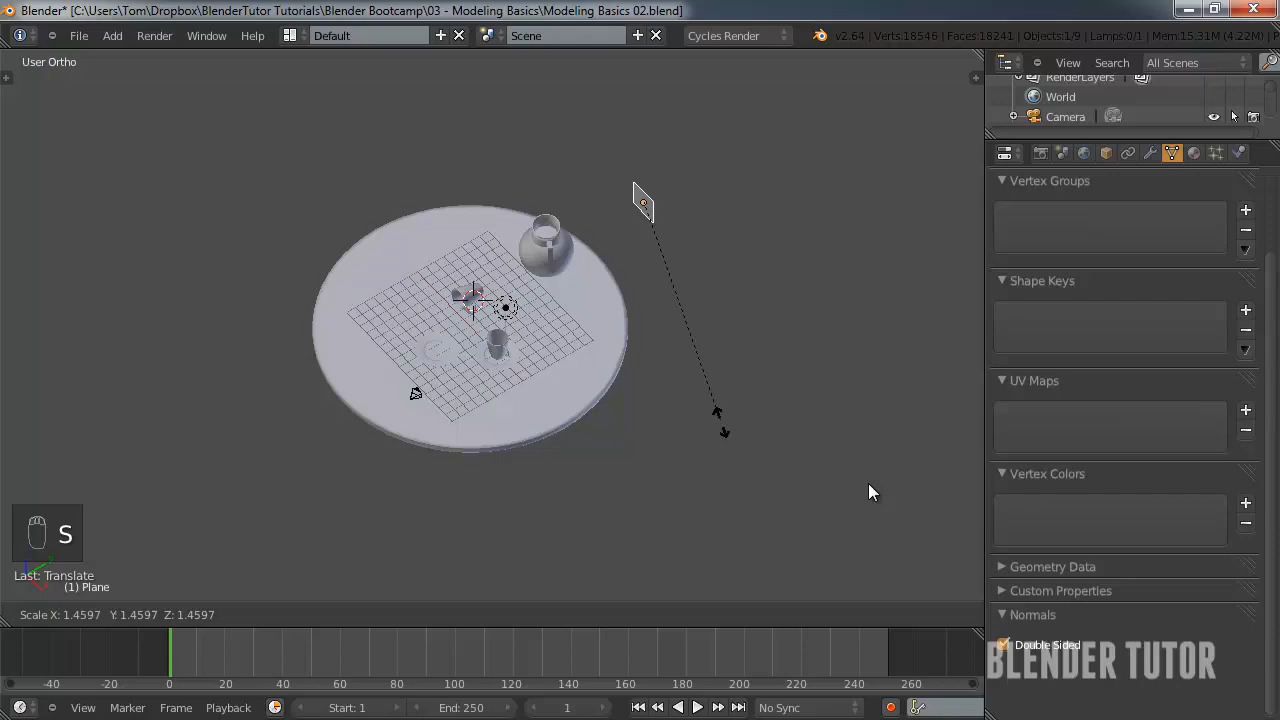 Blender* [C:\Users\Tom\Dropbox\BlenderTutor Tutorials\Blender Bootcamp\03 - Modeling Basics\Modeling Basics 02.blend]
File Add Render Window Help Default Scene Cycles Render v2.64 | Verts:18546 | Faces:18241 | Objects:1/9 | Lamps:0/1 | Mem:15.31M (4.22M) | P
User Ortho
View Search All Scenes
RenderLayers
World
Camera
Vertex Groups
Shape Keys
UV Maps
Vertex Colors
Geometry Data
Custom Properties
Normals
Double Sided
BLENDER TUTOR
S
Last: Translate
(1) Plane
Scale X: 1.4597 Y: 1.4597 Z: 1.4597
-40 -20 0 20 40 60 80 100 120 140 160 180 200 220 240 260
View Marker Frame Playback Start: 1 End: 250 1 No Sync